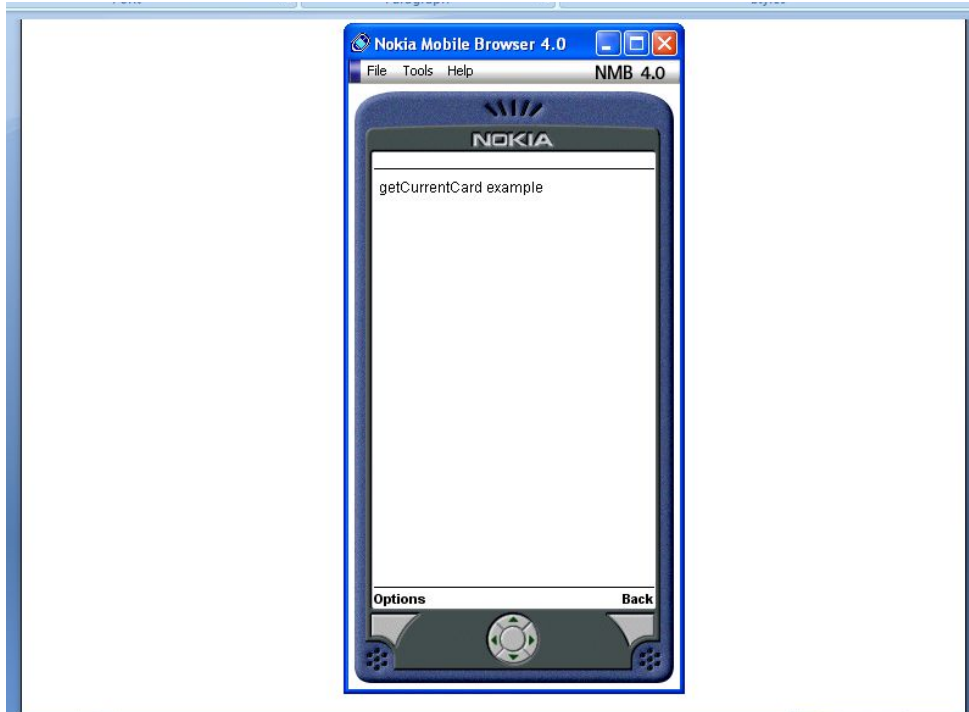 Nokia Mobile Browser 4.0
File Tools Help NMB 4.0
NOKIA
getCurrentCard example
Options Back